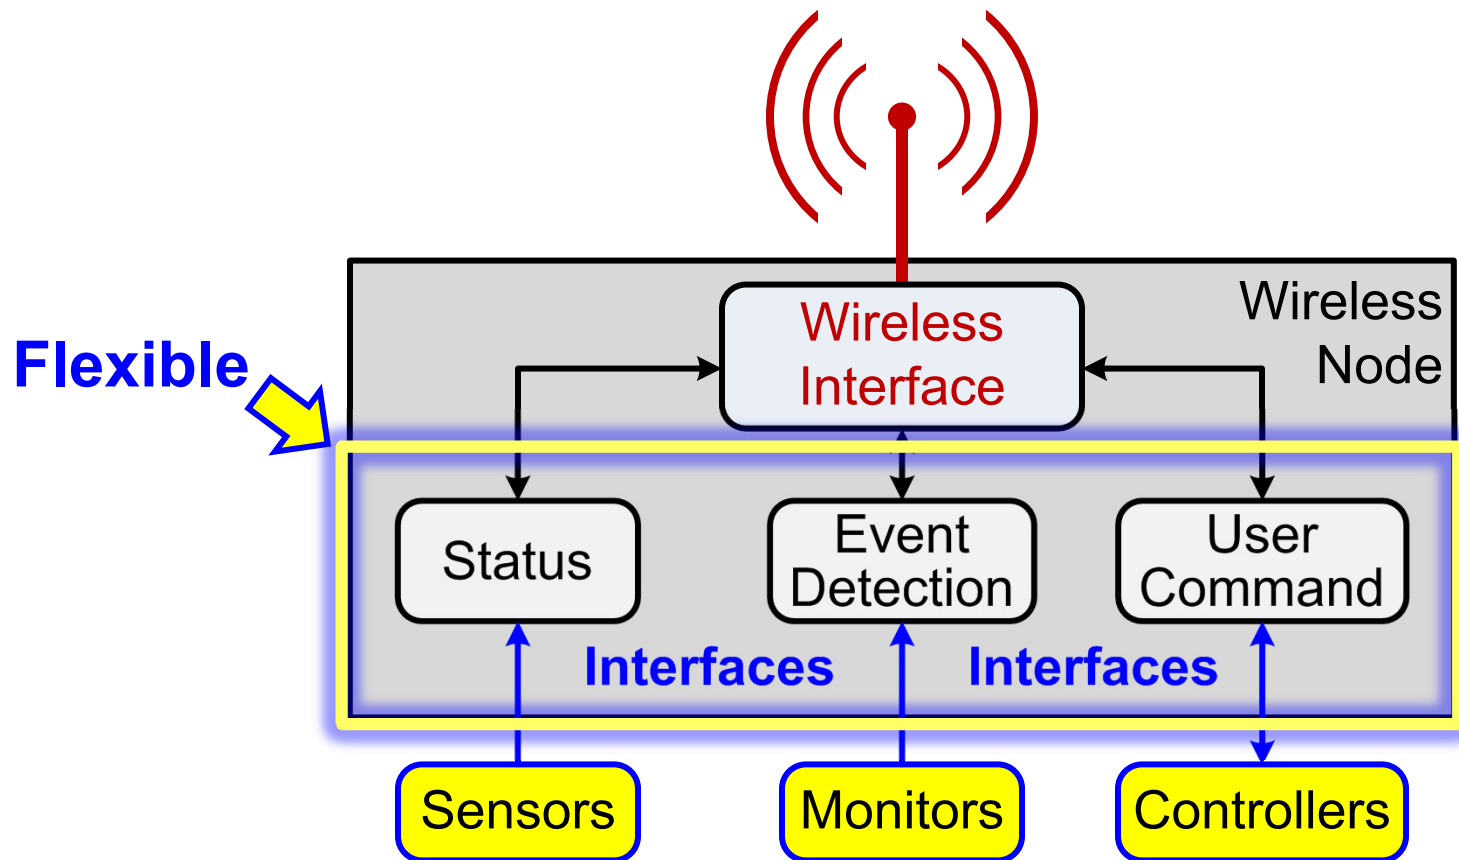 Wireless
Node
Wireless
Interface
Flexible
Status
Event
Detection
User
Command
Interfaces
Interfaces
Sensors
Monitors
Controllers